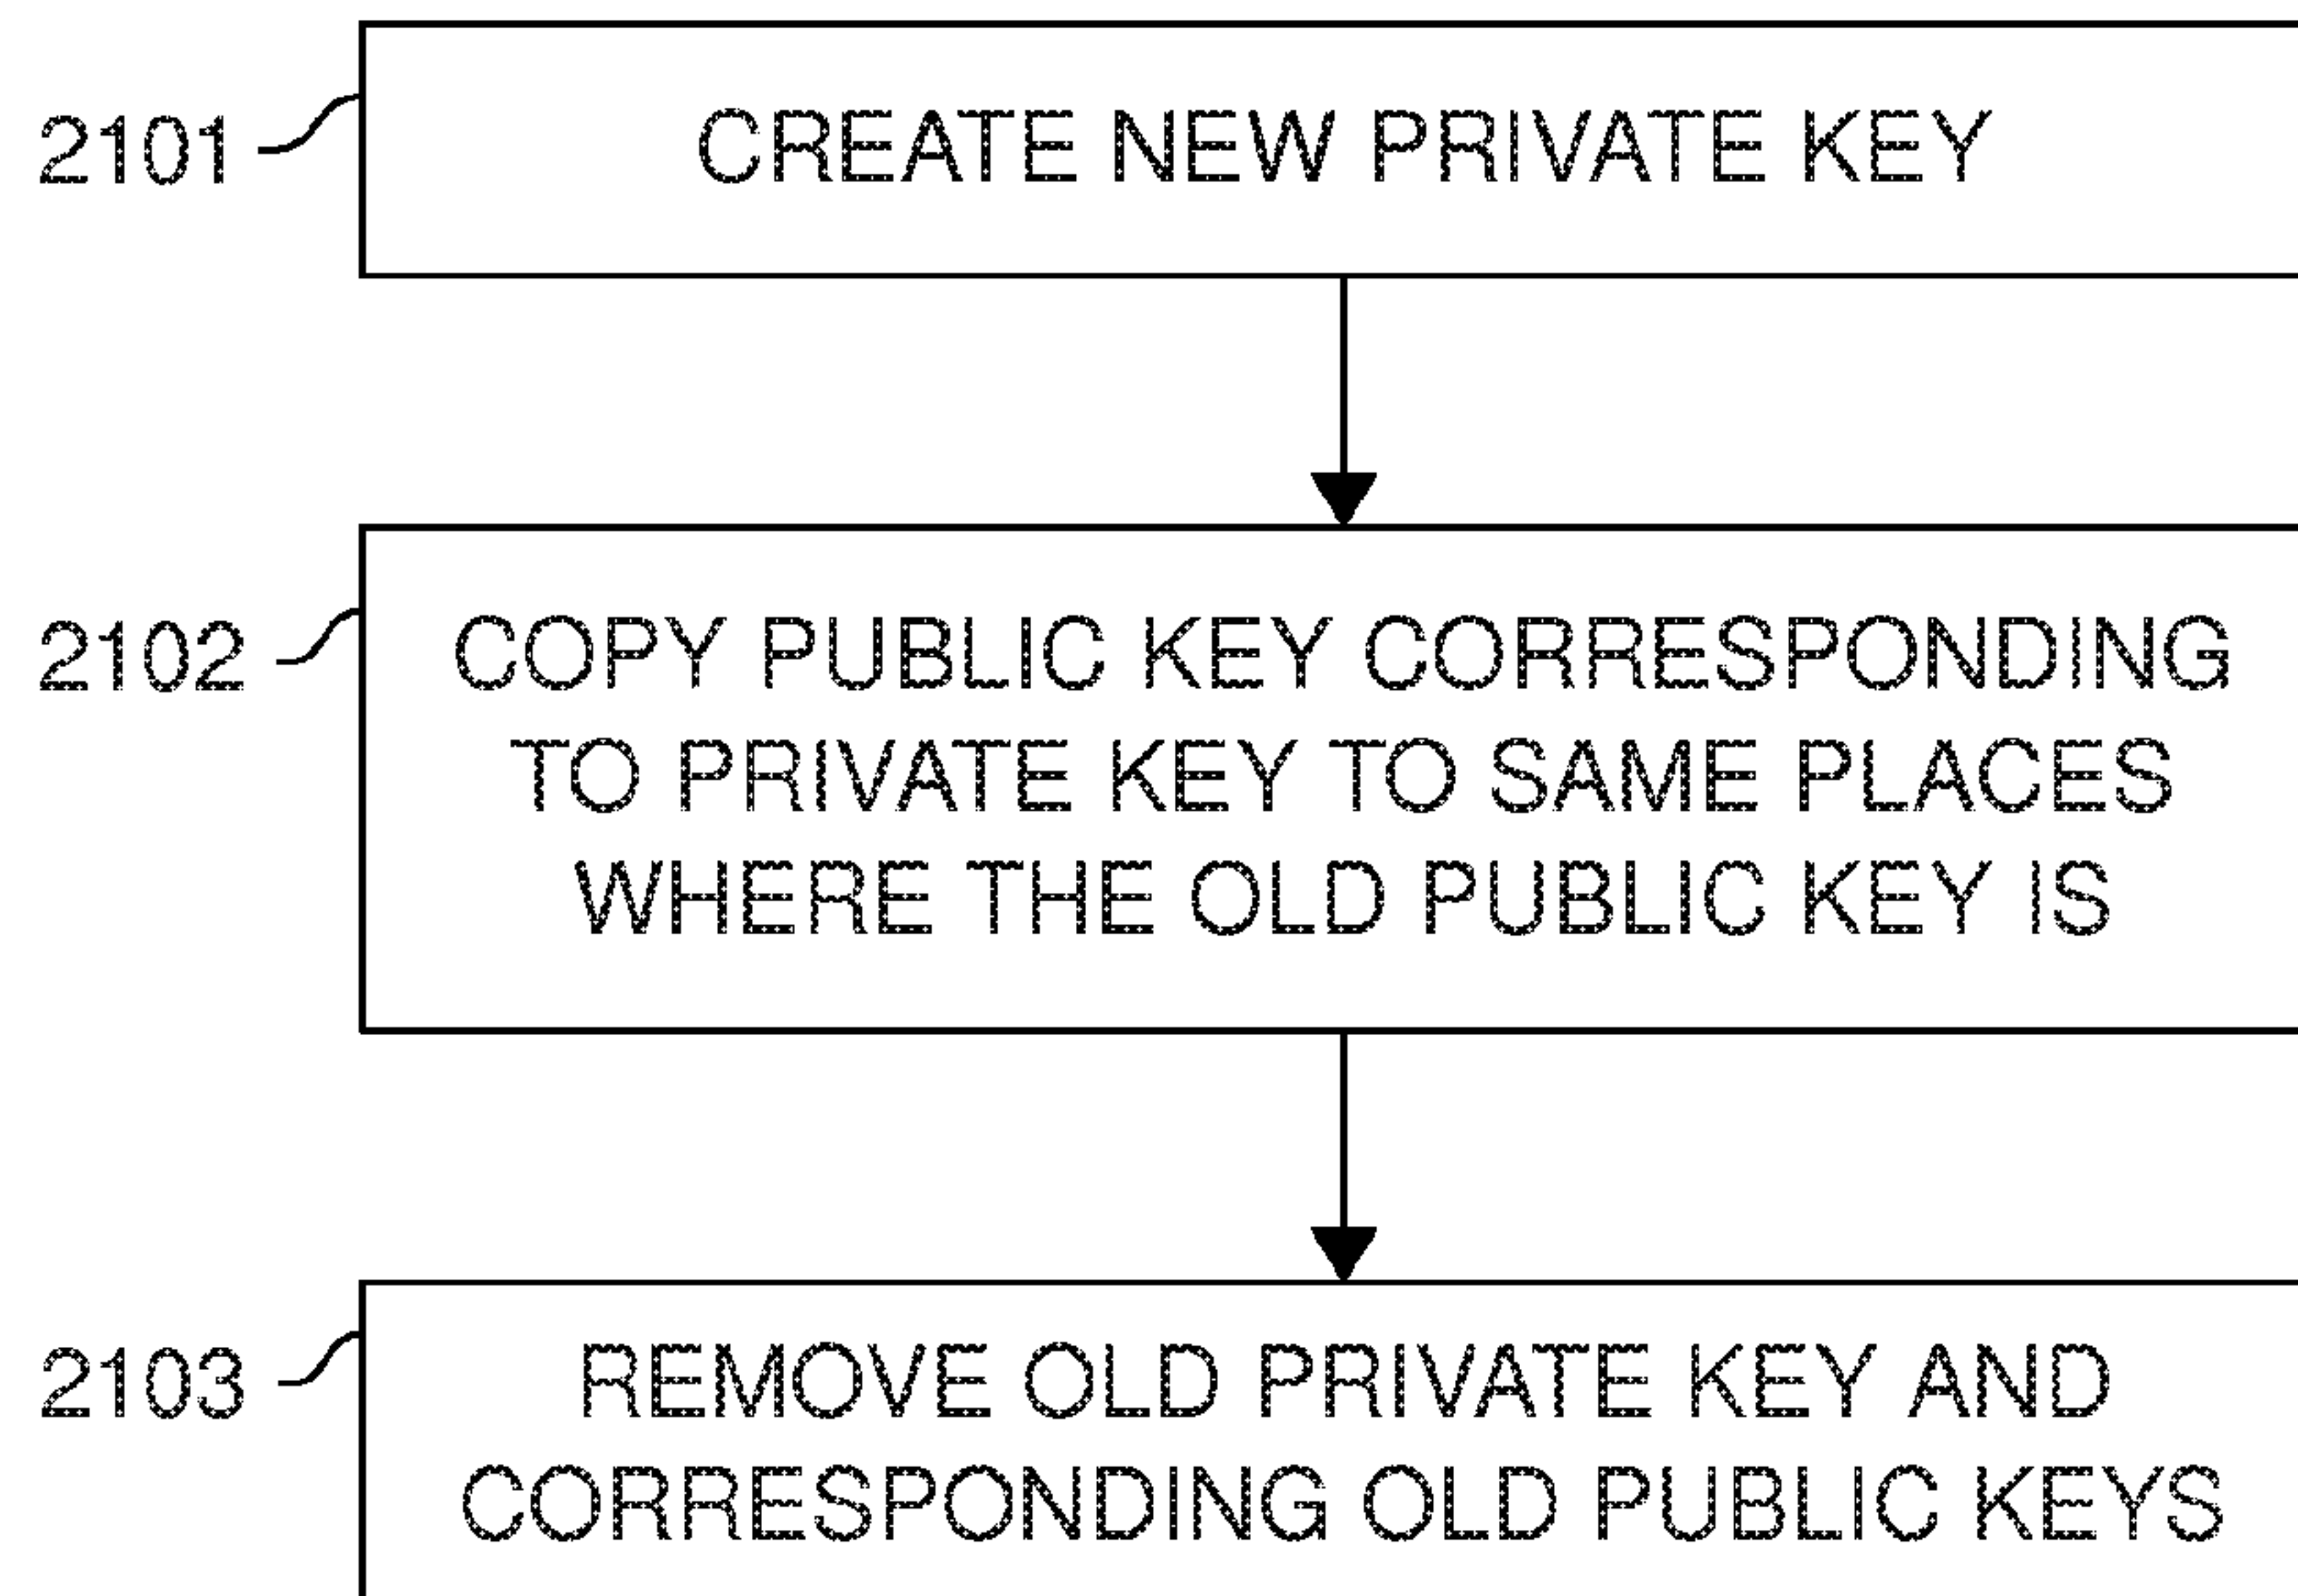 2101
CREATE NEW PRIVATE KEY
2102
COPY PUBLIC KEY CORRESPONDING
TO PRIVATE KEY TO SAME PLACES
WHERE THE OLD PUBLIC KEY IS
2103
REMOVE OLD PRIVATE KEY AND
CORRESPONDING OLD PUBLIC KEYS